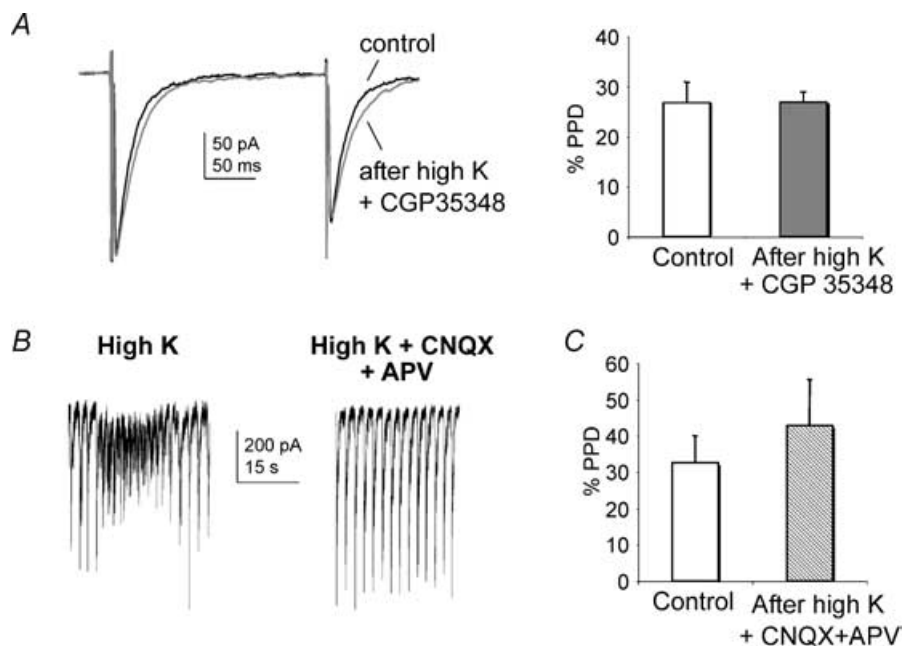 A
control
50 pA
50 ms
after high K
+ CGP35348
% PPD
40
30
20
10
0
Control
After high K
+ CGP 35348
B
High K
High K + CNQX
+ APV
200 pA
15 s
C
% PPD
60
50
40
30
20
10
0
Control
After high K
+ CNQX+APV